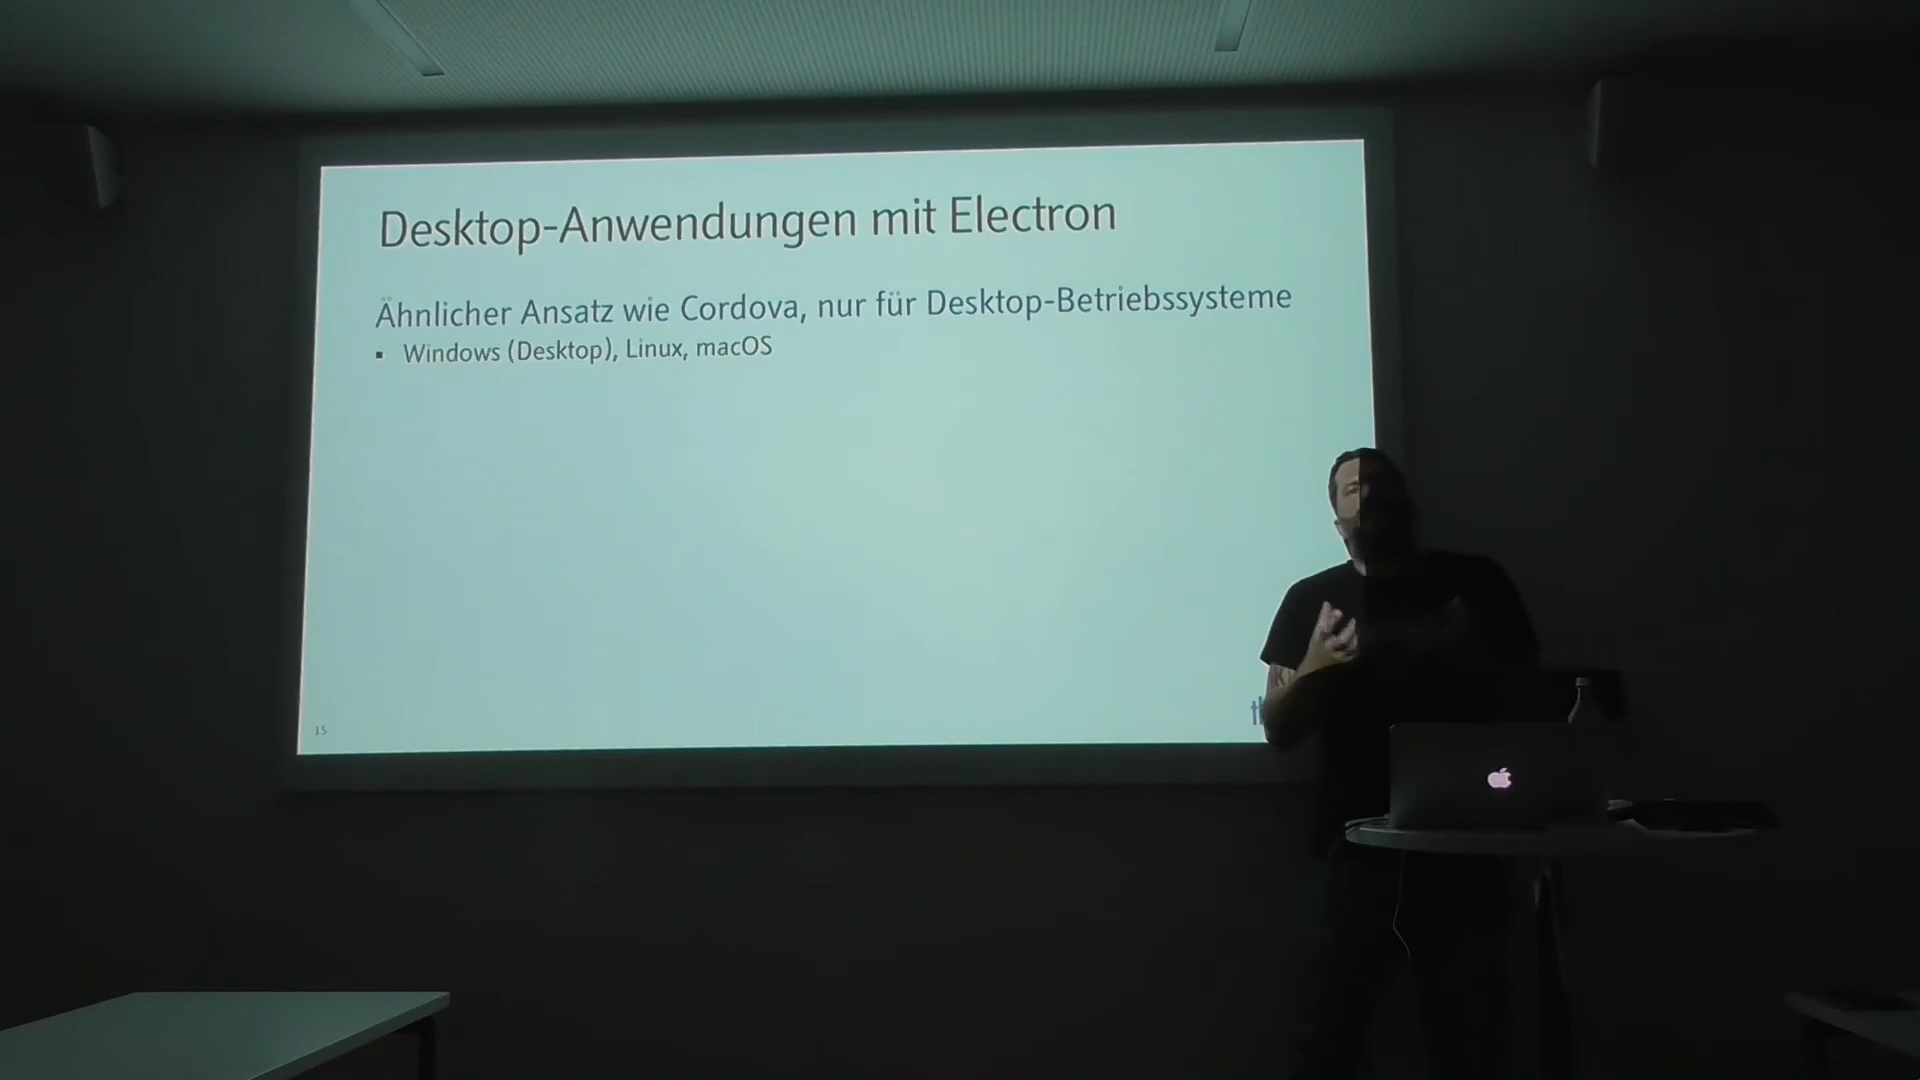 Desktop-Anwendungen mit Electron
Ähnlicher Ansatz wie Cordova, nur für Desktop-Betriebssysteme
▪ Windows (Desktop), Linux, macOS
15